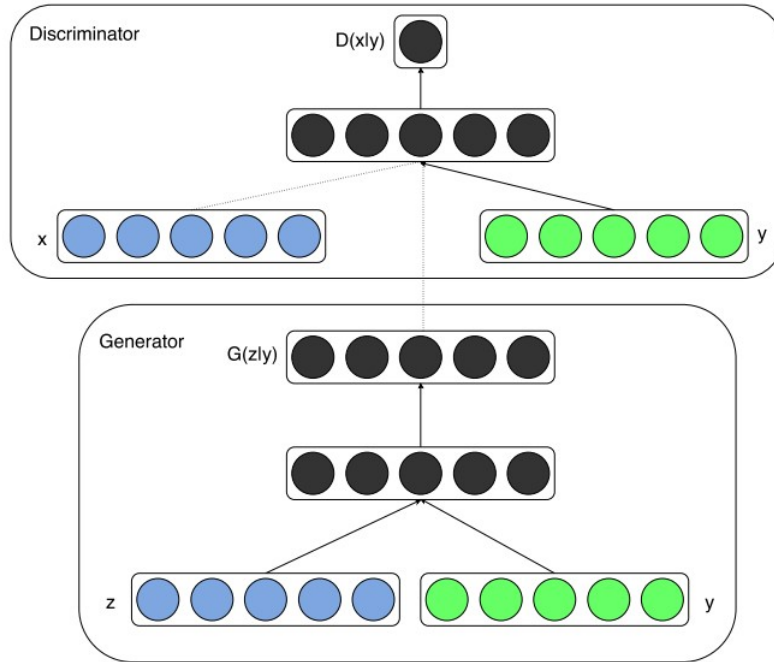 Discriminator
D(x|y)
x
y
Generator
G(z|y)
z
y